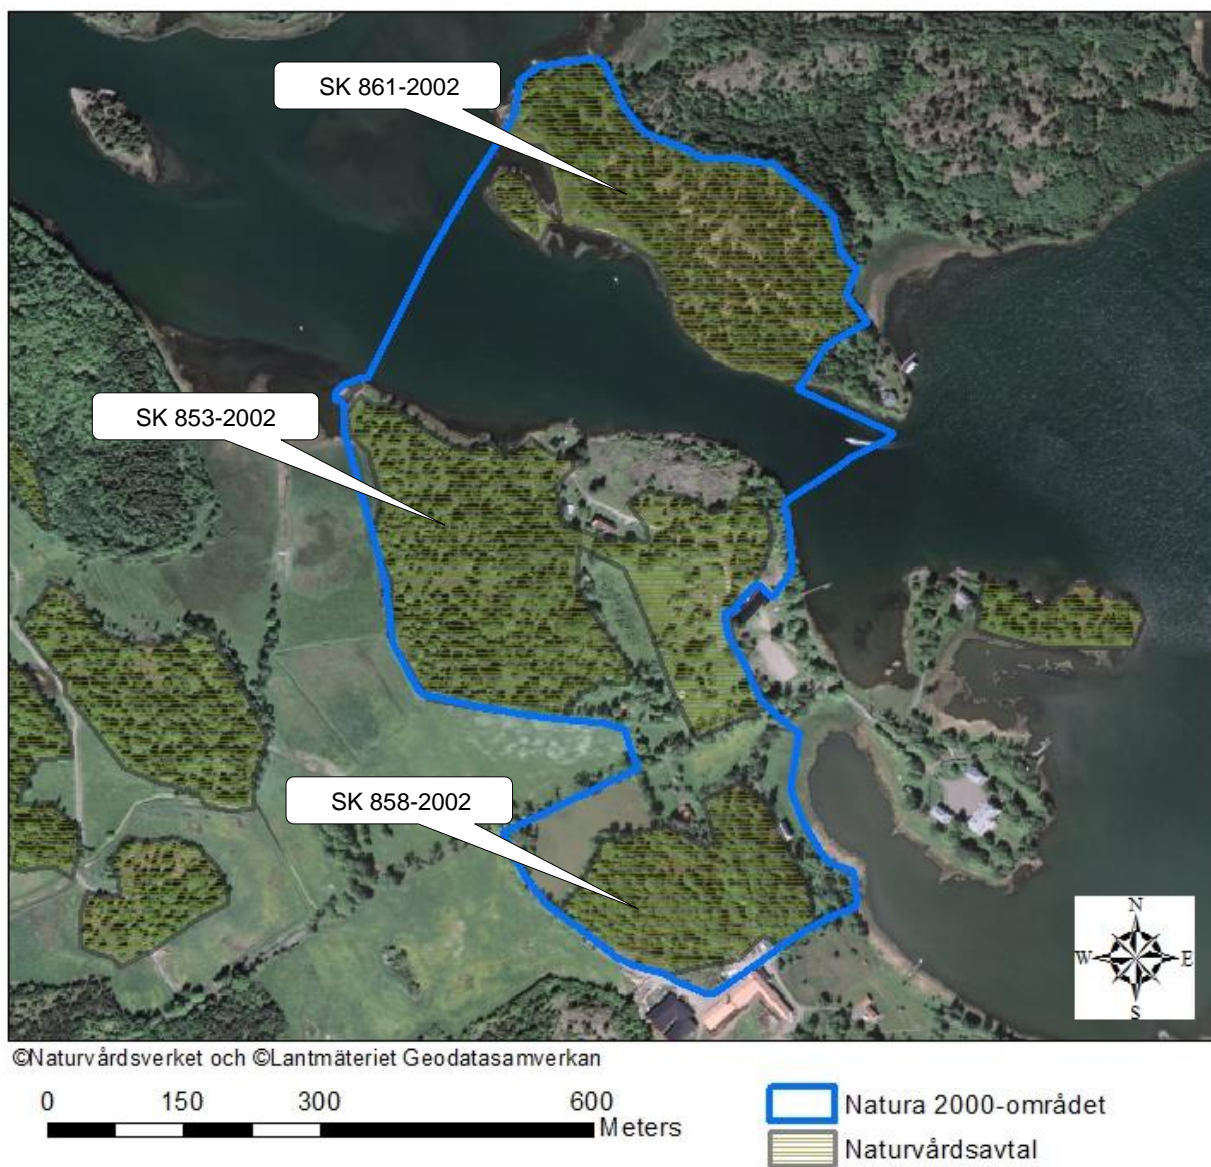 SK 861-2002
SK 853-2002
SK 858-2002
N
W E
S
©Naturvårdsverket och ©Lantmäteriet Geodatasamverkan
0 150 300 600
Meters
Natura 2000-området
Naturvårdsavtal